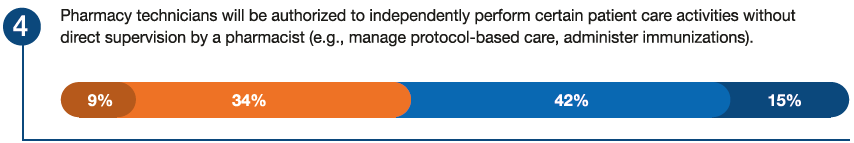 4
Pharmacy technicians will be authorized to independently perform certain patient care activities without
direct supervision by a pharmacist (e.g., manage protocol-based care, administer immunizations).
9% 34% 42% 15%